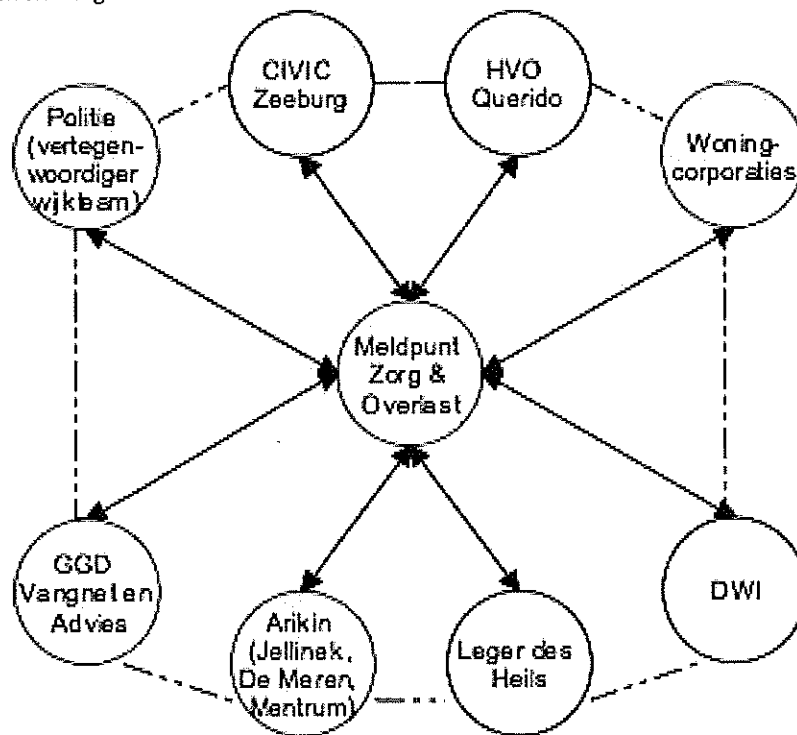 CIVIC
Zeeburg
HVO
Querido
Politie
(vertegen-
woordiger
wijkteam)
Woning-
corporaties
Meldpunt
Zorg &
Overlast
GGD
Vangnet en
Advies
Arikin
(Jellinek,
De Meren,
Mentrum)
Leger des
Heils
DWI